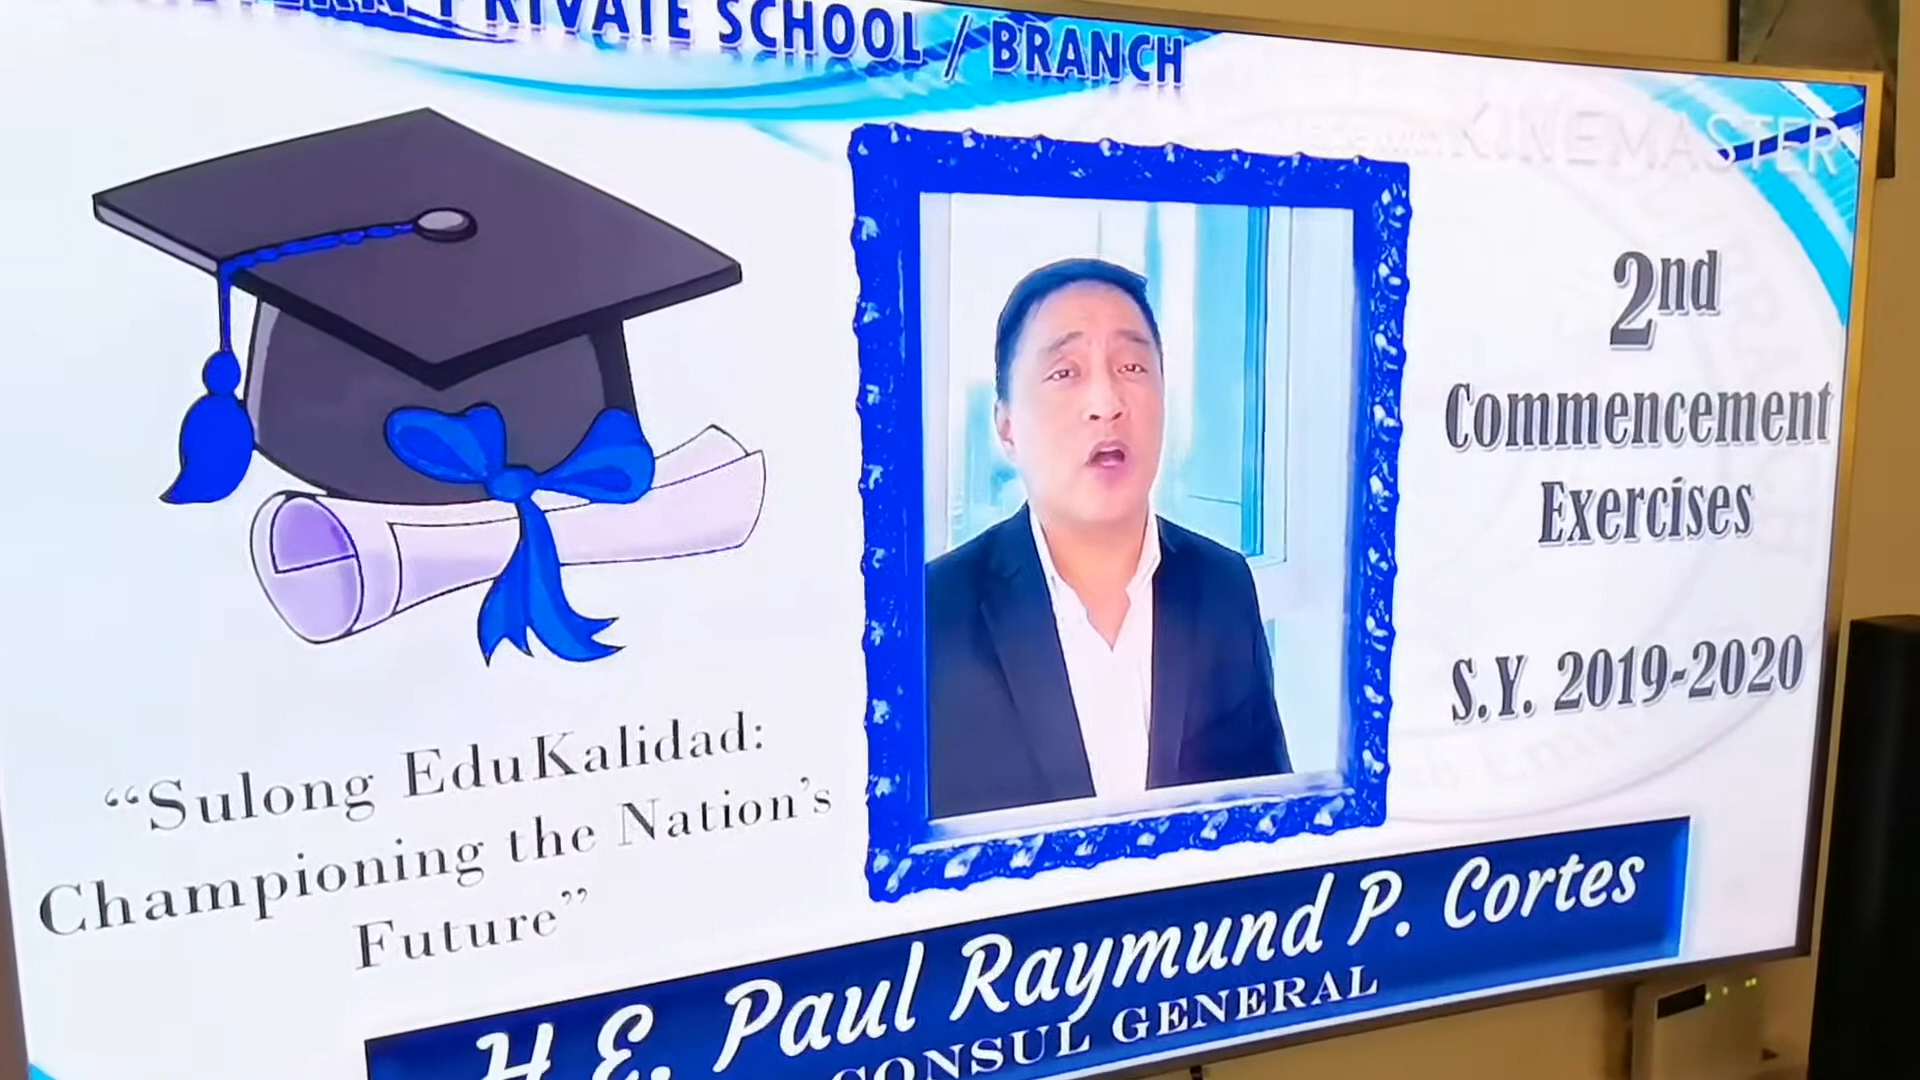 PRIVATE SCHOOL / BRANCH
KINEMASTER
2nd
Commencement
Exercises
S.Y. 2019-2020
“Sulong EduKalidad:
Championing the Nation’s
Future”
H.E. Paul Raymund P. Cortes
CONSUL GENERAL